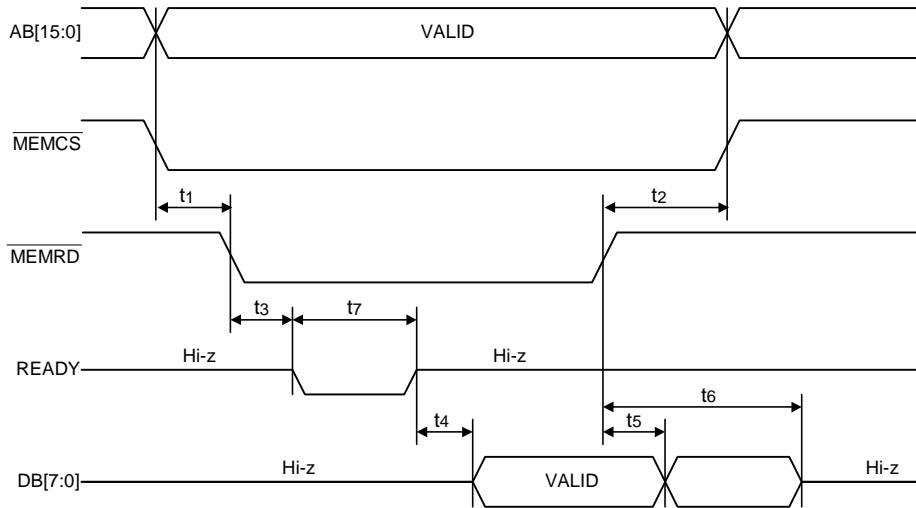 AB[15:0] VALID
MEMCS
t1 t2
MEMRD
t3 t7
Hi-z Hi-z
READY
t6
t4 t5
Hi-z VALID Hi-z
DB[7:0]